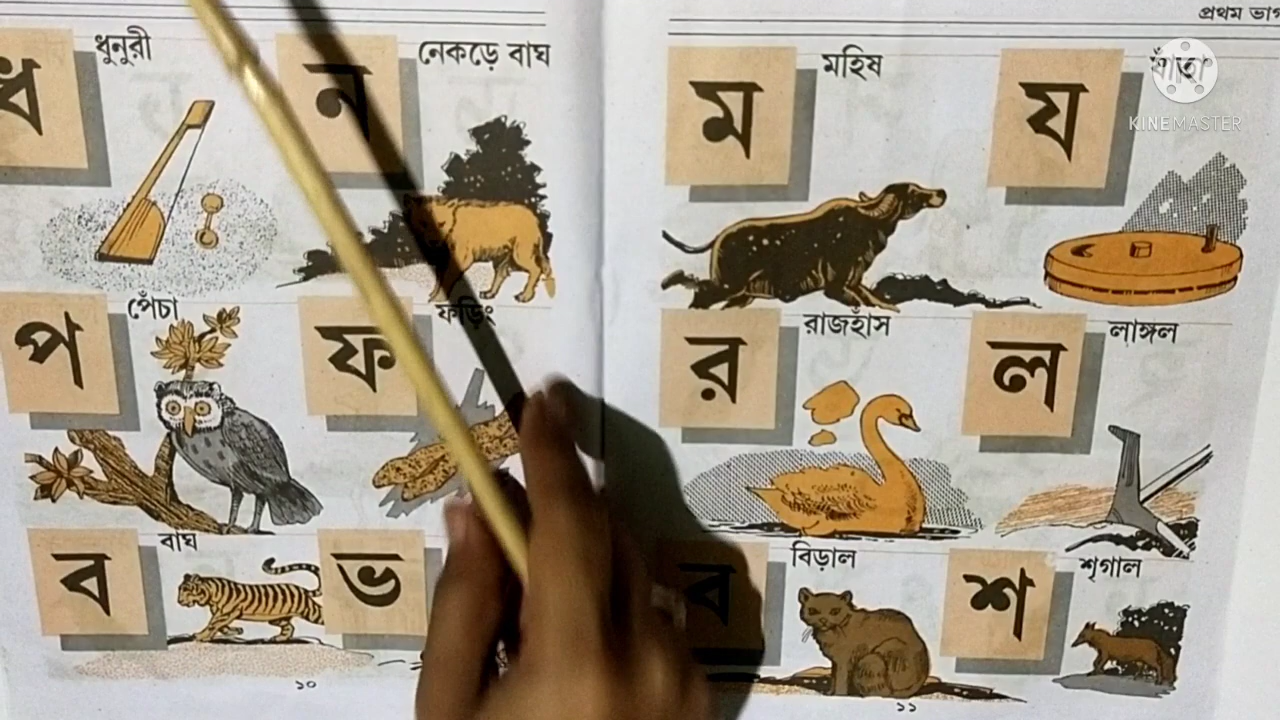 প্রথম ভাগ
ধ
ধুনুরী
ন
নেকড়ে বাঘ
প
পেঁচা
ফ
ফড়িং
ব
বাঘ
ভ
১০
ম
মহিষ
য
যাঁতা
KINEMASTER
র
রাজহাঁস
ল
লাঙ্গল
ব
বিড়াল
শ
শৃগাল
১১